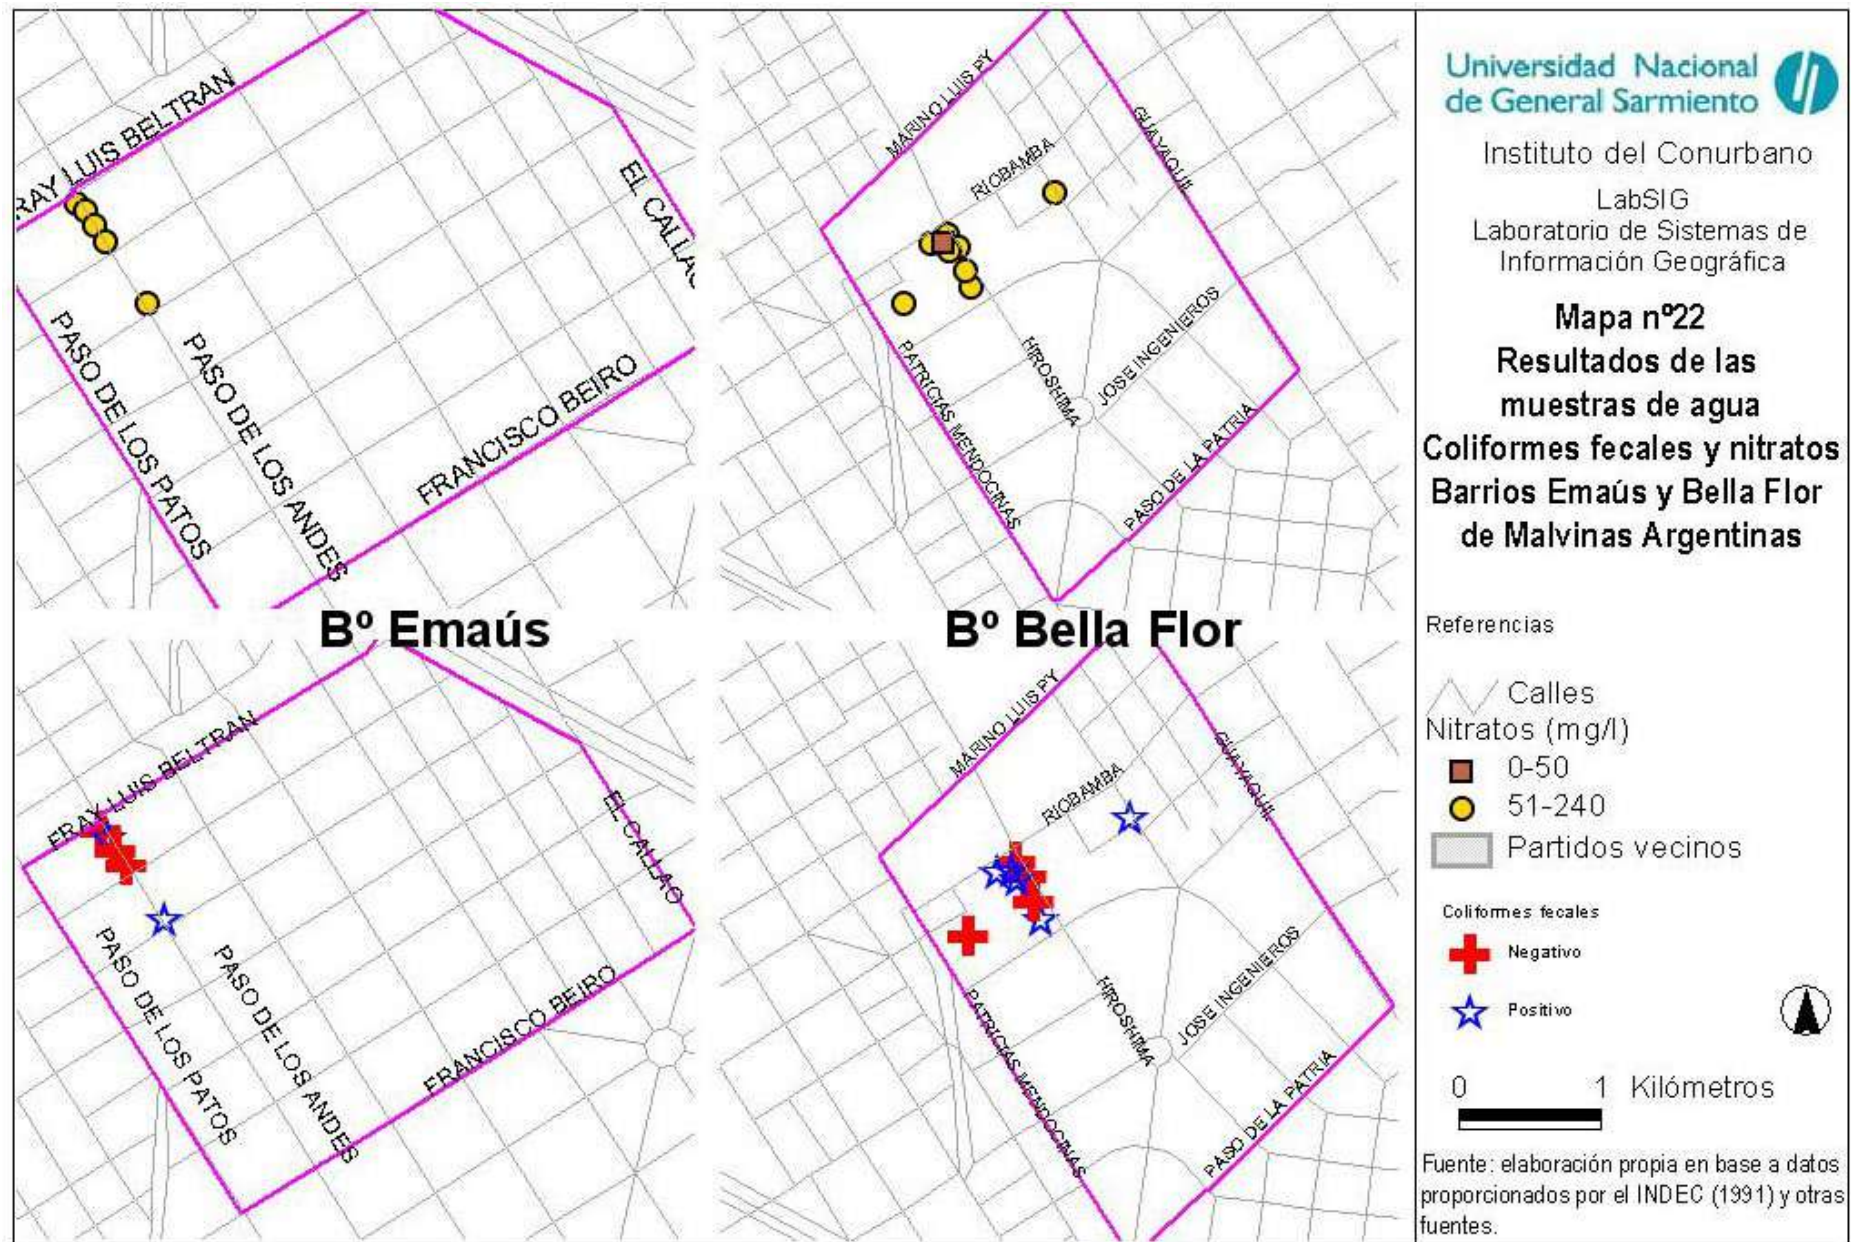 RAY LUIS BELTRAN
EL CALLAO
PASO DE LOS PATOS
PASO DE LOS ANDES
FRANCISCO BEIRO
MARINO LUIS PY
GUAYAQUIL
RIOBAMBA
HIROSHIMA
JOSE INGENIEROS
PATRICIAS MENDOCINAS
PASO DE LA PATRIA
Bº Emaús
Bº Bella Flor
FRAY LUIS BELTRAN
EL CALLAO
PASO DE LOS PATOS
PASO DE LOS ANDES
FRANCISCO BEIRO
MARINO LUIS PY
GUAYAQUIL
RIOBAMBA
HIROSHIMA
JOSE INGENIEROS
PATRICIAS MENDOCINAS
PASO DE LA PATRIA
Universidad Nacional
de General Sarmiento
Instituto del Conurbano
LabSIG
Laboratorio de Sistemas de
Información Geográfica
Mapa nº22
Resultados de las
muestras de agua
Coliformes fecales y nitratos
Barrios Emaús y Bella Flor
de Malvinas Argentinas
Referencias
Calles
Nitratos (mg/l)
0-50
51-240
Partidos vecinos
Coliformes fecales
Negativo
Positivo
0 1 Kilómetros
Fuente: elaboración propia en base a datos
proporcionados por el INDEC (1991) y otras
fuentes.